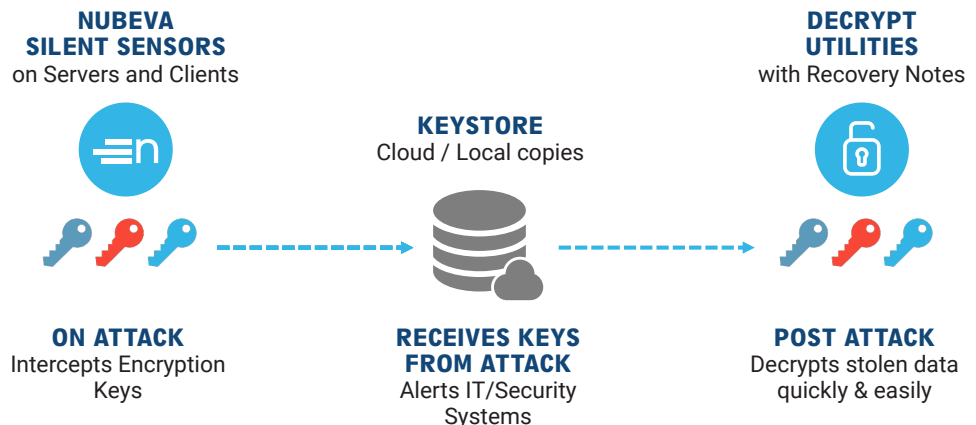 NUBEVA
SILENT SENSORS
on Servers and Clients
n
KEYSTORE
Cloud / Local copies
DECRYPT
UTILITIES
with Recovery Notes
ON ATTACK
Intercepts Encryption
Keys
RECEIVES KEYS
FROM ATTACK
Alerts IT/Security
Systems
POST ATTACK
Decrypts stolen data
quickly & easily